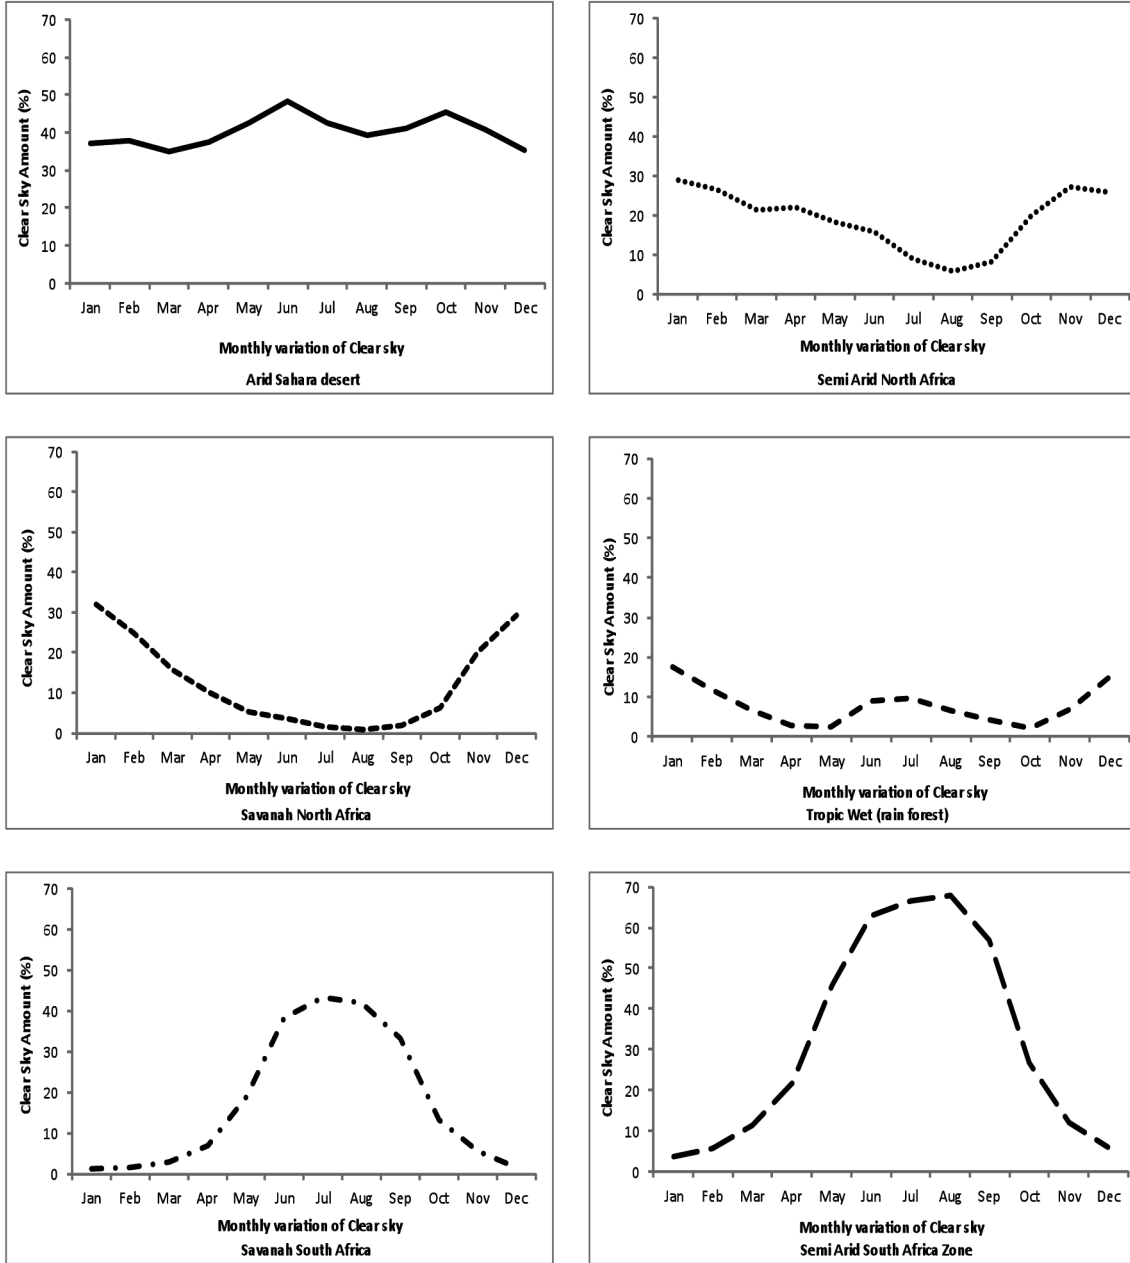 70
60
50
40
30
20
10
0
Clear Sky Amount (%)
Jan Feb Mar Apr May Jun Jul Aug Sep Oct Nov Dec
Monthly variation of Clear sky
Arid Sahara desert
70
60
50
40
30
20
10
0
Clear Sky Amount (%)
Jan Feb Mar Apr May Jun Jul Aug Sep Oct Nov Dec
Monthly variation of Clear sky
Semi Arid North Africa
70
60
50
40
30
20
10
0
Clear Sky Amount (%)
Jan Feb Mar Apr May Jun Jul Aug Sep Oct Nov Dec
Monthly variation of Clear sky
Savanah North Africa
70
60
50
40
30
20
10
0
Clear Sky Amount (%)
Jan Feb Mar Apr May Jun Jul Aug Sep Oct Nov Dec
Monthly variation of Clear sky
Tropic Wet (rain forest)
70
60
50
40
30
20
10
0
Clear Sky Amount (%)
Jan Feb Mar Apr May Jun Jul Aug Sep Oct Nov Dec
Monthly variation of Clear sky
Savanah South Africa
70
60
50
40
30
20
10
0
Clear Sky Amount (%)
Jan Feb Mar Apr May Jun Jul Aug Sep Oct Nov Dec
Monthly variation of Clear sky
Semi Arid South Africa Zone